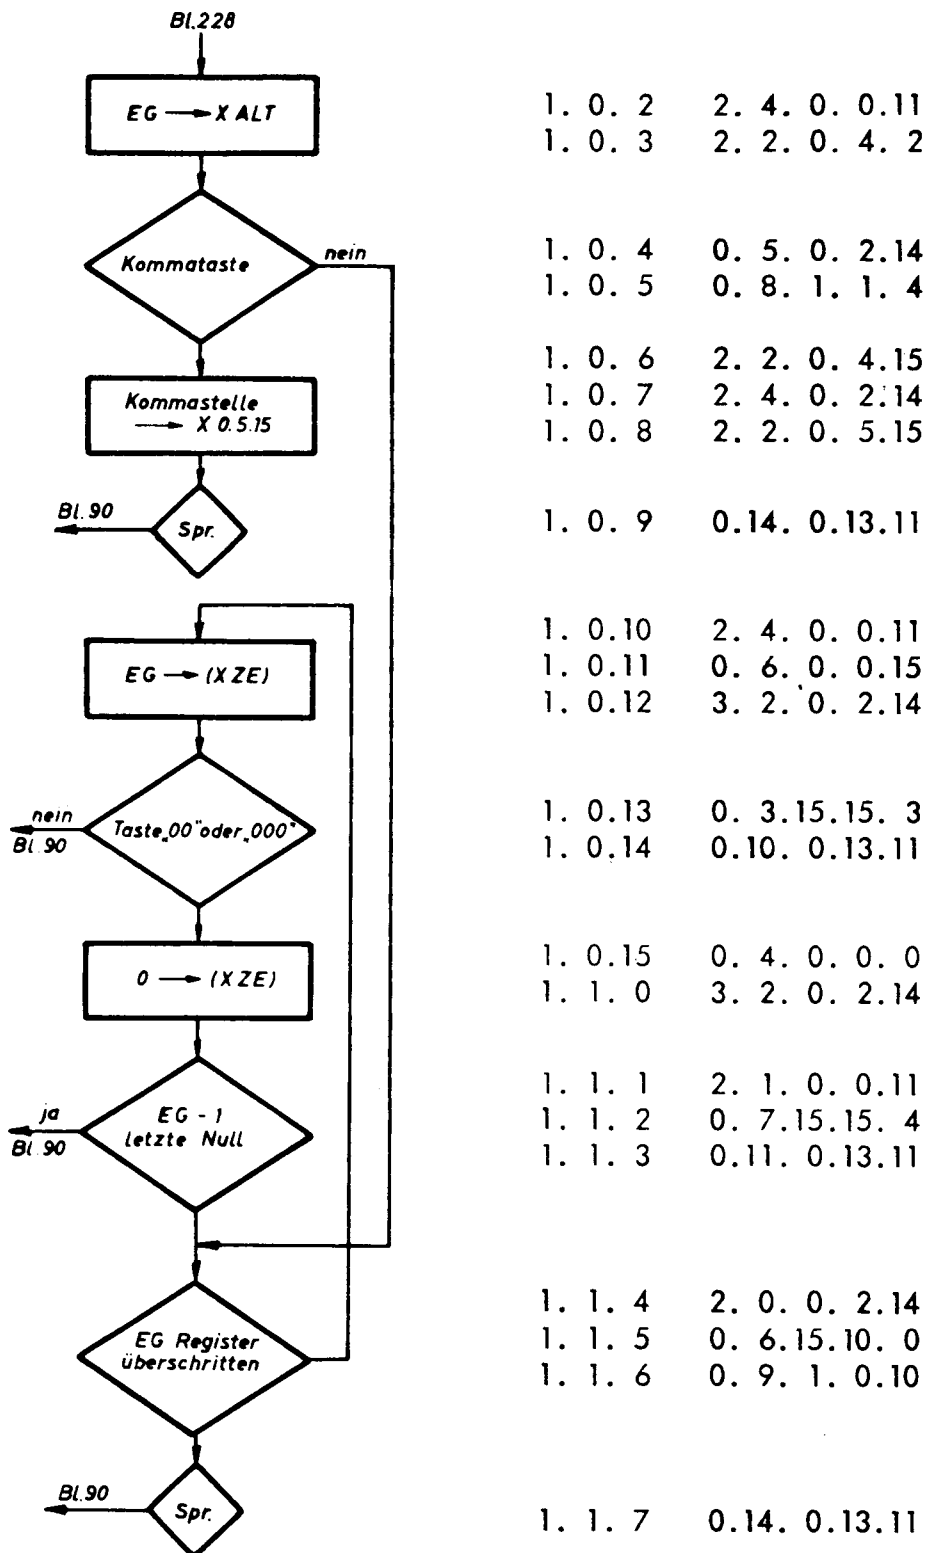 Bl.228
EG → X ALT
1. 0. 2 2. 4. 0. 0.11
1. 0. 3 2. 2. 0. 4. 2
Kommataste
nein
1. 0. 4 0. 5. 0. 2.14
1. 0. 5 0. 8. 1. 1. 4
Kommastelle
→ X 0.5.15
1. 0. 6 2. 2. 0. 4.15
1. 0. 7 2. 4. 0. 2.14
1. 0. 8 2. 2. 0. 5.15
Bl.90
Spr.
1. 0. 9 0.14. 0.13.11
EG → (X ZE)
1. 0.10 2. 4. 0. 0.11
1. 0.11 0. 6. 0. 0.15
1. 0.12 3. 2. 0. 2.14
nein
Bl.90
Taste „00" oder „000"
1. 0.13 0. 3.15.15. 3
1. 0.14 0.10. 0.13.11
0 → (X ZE)
1. 0.15 0. 4. 0. 0. 0
1. 1. 0 3. 2. 0. 2.14
ja
Bl.90
EG - 1
letzte Null
1. 1. 1 2. 1. 0. 0.11
1. 1. 2 0. 7.15.15. 4
1. 1. 3 0.11. 0.13.11
EG Register
überschritten
1. 1. 4 2. 0. 0. 2.14
1. 1. 5 0. 6.15.10. 0
1. 1. 6 0. 9. 1. 0.10
Bl.90
Spr.
1. 1. 7 0.14. 0.13.11